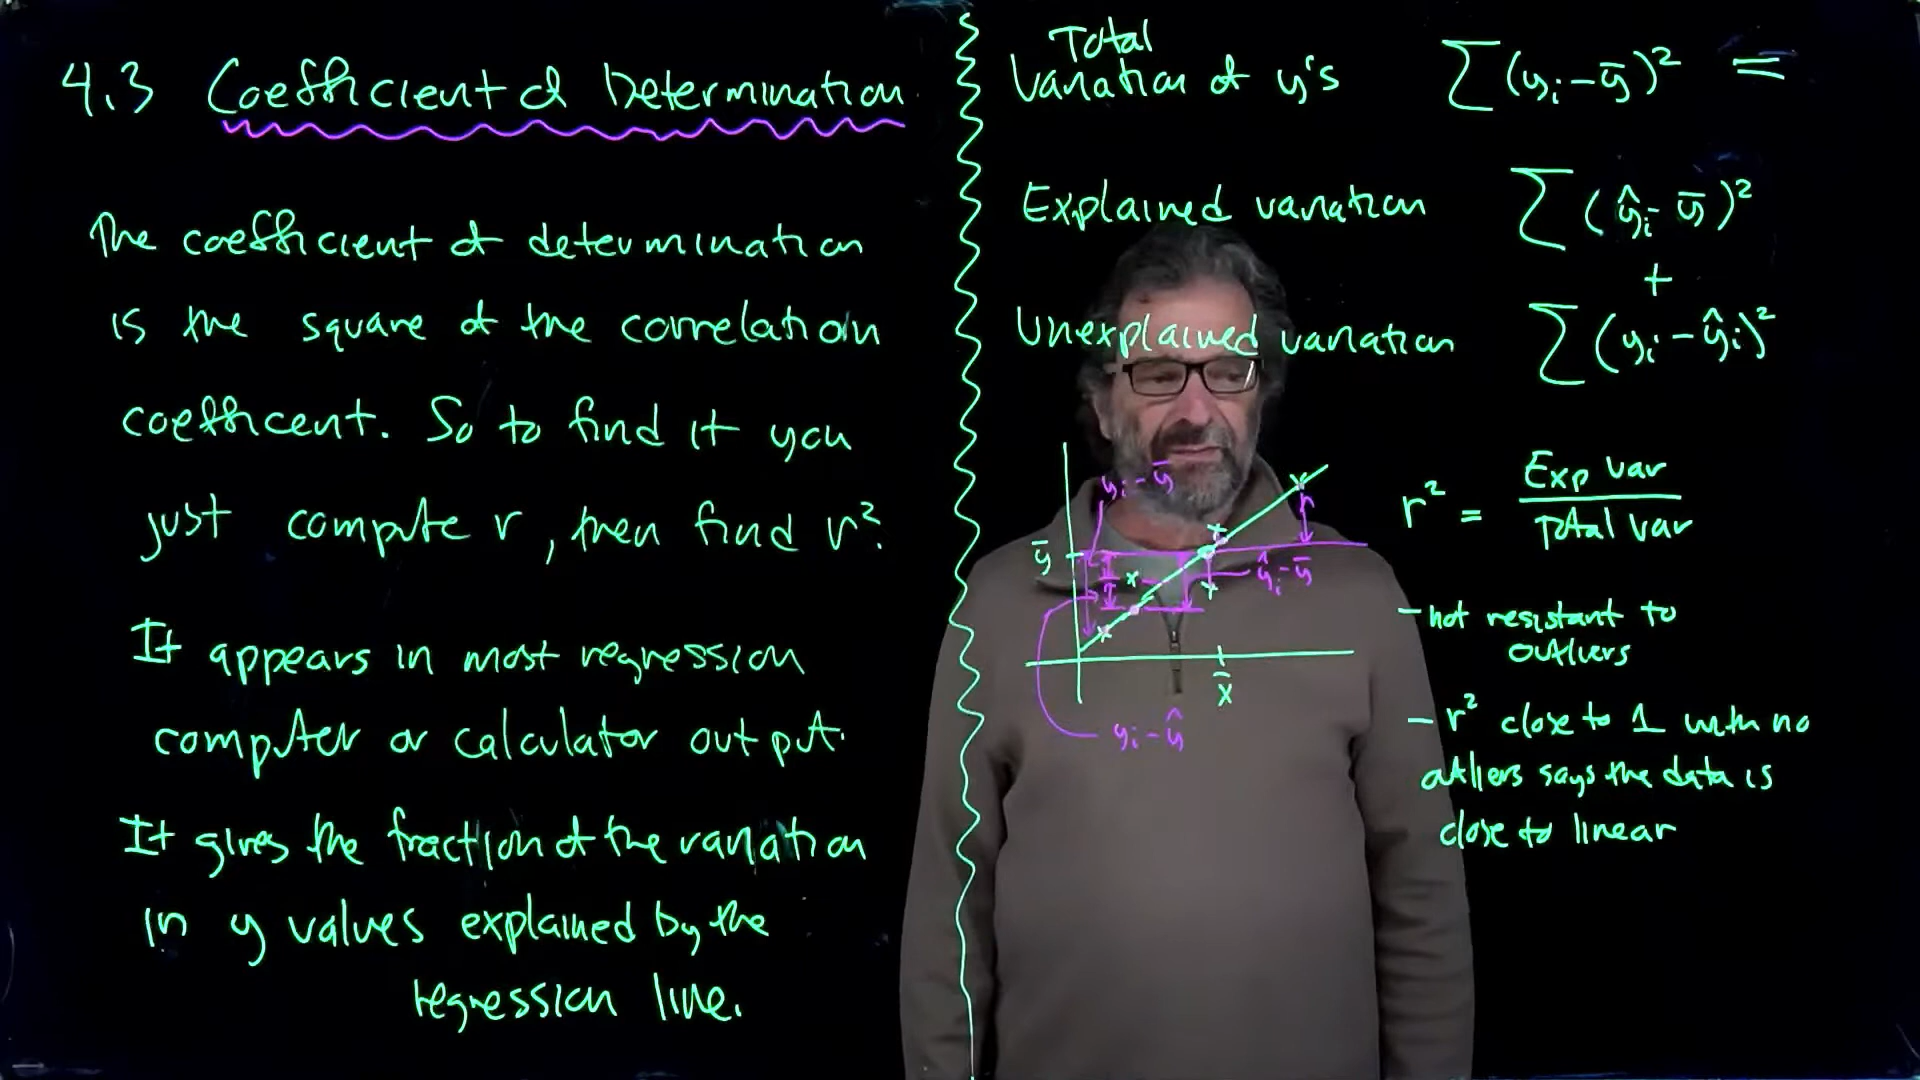 4.3 Coefficient of Determination.
The coefficient of determination
is the square of the correlation
coefficent. So to find it you
just compute r, then find r².
It appears in most regression
computer or calculator output.
It gives the fraction of the variation
in y values explained by the
regression line.
Total
Variation of y's Σ(yᵢ-ȳ)² =
Explained variation Σ(ŷᵢ-ȳ)²
+
Unexplained variation Σ(yᵢ-ŷᵢ)²
yᵢ-ȳ
ȳ
ŷᵢ-ȳ
x̄
yᵢ-ŷ
r² = Exp var
Total var
- not resistant to
outliers
- r² close to 1 with no
outliers says the data is
close to linear